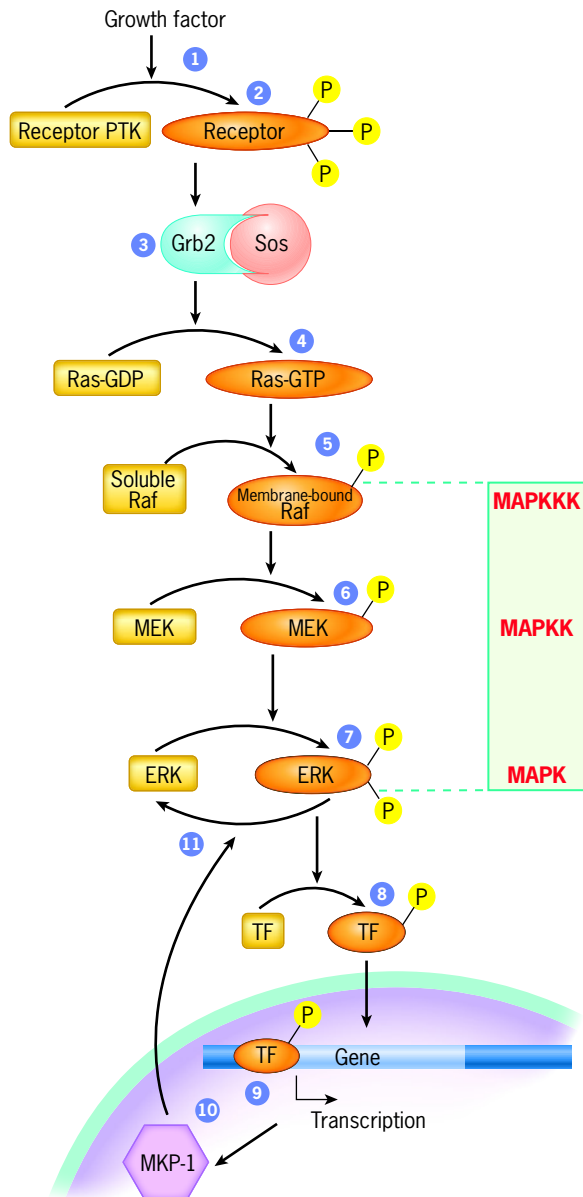 Growth factor
1
2
P
Receptor PTK
Receptor
P
P
3
Grb2
Sos
4
Ras-GDP
Ras-GTP
5
P
Soluble
Raf
Membrane-bound
Raf
MAPKKK
6
P
MEK
MEK
MAPKK
7
P
ERK
ERK
MAPK
P
11
8
P
TF
TF
P
TF
Gene
9
10
Transcription
MKP-1